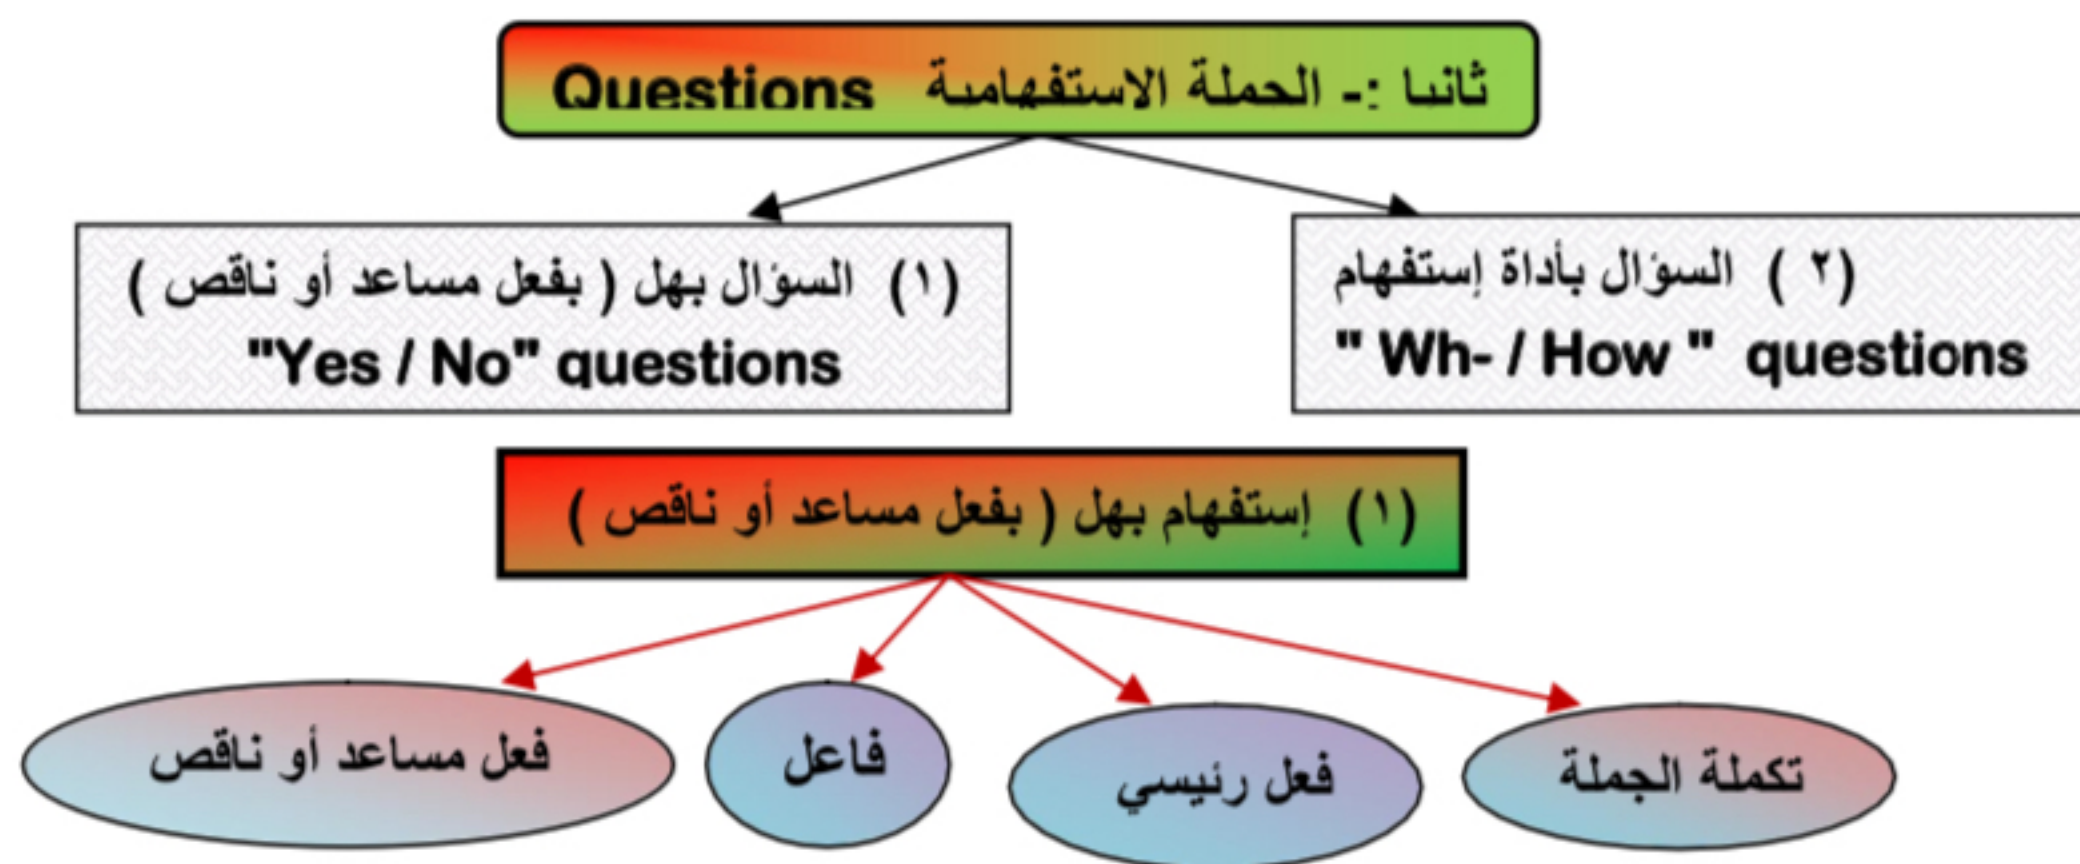 ثانيا :- الجملة الاستفهامية Questions
(١) السؤال بهل ( بفعل مساعد أو ناقص )
"Yes / No" questions
(٢ ) السؤال بأداة إستفهام
" Wh- / How " questions
(١) إستفهام بهل ( بفعل مساعد أو ناقص )
فعل مساعد أو ناقص
فاعل
فعل رئيسي
تكملة الجملة